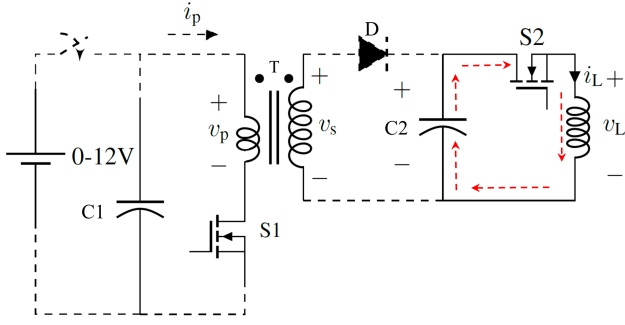 i_p
D
S2
T
i_L
+
+
+
+
v_p
v_s
C2
v_L
0-12V
−
−
−
−
C1
S1